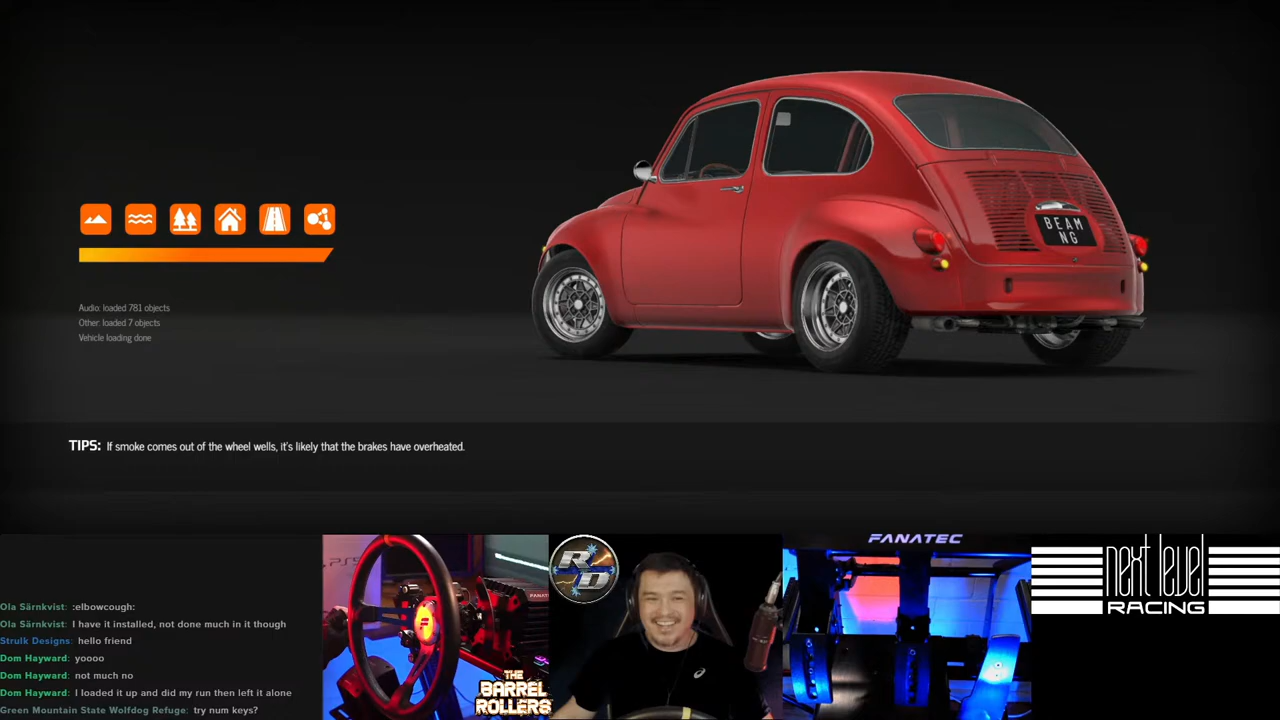 BEAM
NG
Audio: loaded 781 objects
Other: loaded 7 objects
Vehicle loading done
TIPS: If smoke comes out of the wheel wells, it's likely that the brakes have overheated.
Ola Särnkvist: :elbowcough:
Ola Särnkvist: I have it installed, not done much in it though
Strulk Designs: hello friend
Dom Hayward: yoooo
Dom Hayward: not much no
Dom Hayward: I loaded it up and did my run then left it alone
Green Mountain State Wolfdog Refuge: try num keys?
THE
BARREL
ROLLERS
RD
FANATEC
next level
RACING